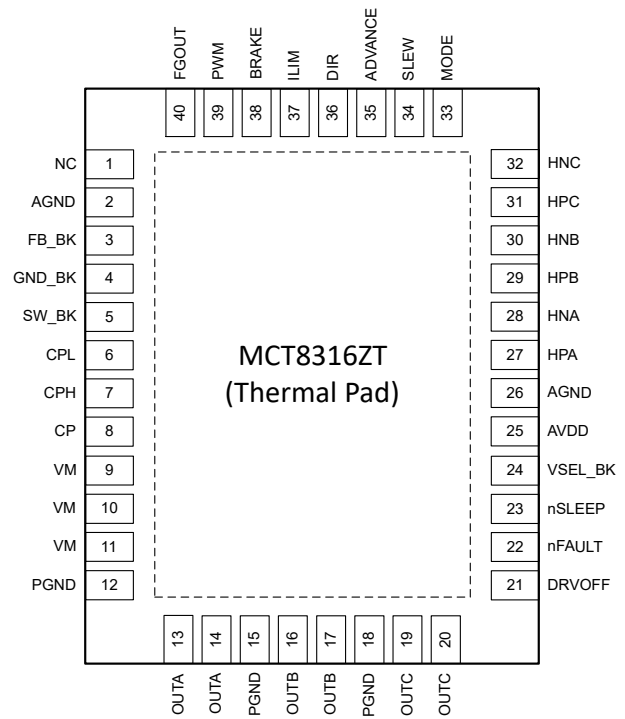 FGOUT PWM BRAKE ILIM DIR ADVANCE SLEW MODE
40 39 38 37 36 35 34 33
NC 1
AGND 2
FB_BK 3
GND_BK 4
SW_BK 5
CPL 6
CPH 7
CP 8
VM 9
VM 10
VM 11
PGND 12
MCT8316ZT
(Thermal Pad)
32 HNC
31 HPC
30 HNB
29 HPB
28 HNA
27 HPA
26 AGND
25 AVDD
24 VSEL_BK
23 nSLEEP
22 nFAULT
21 DRVOFF
13 14 15 16 17 18 19 20
OUTA OUTA PGND OUTB OUTB PGND OUTC OUTC